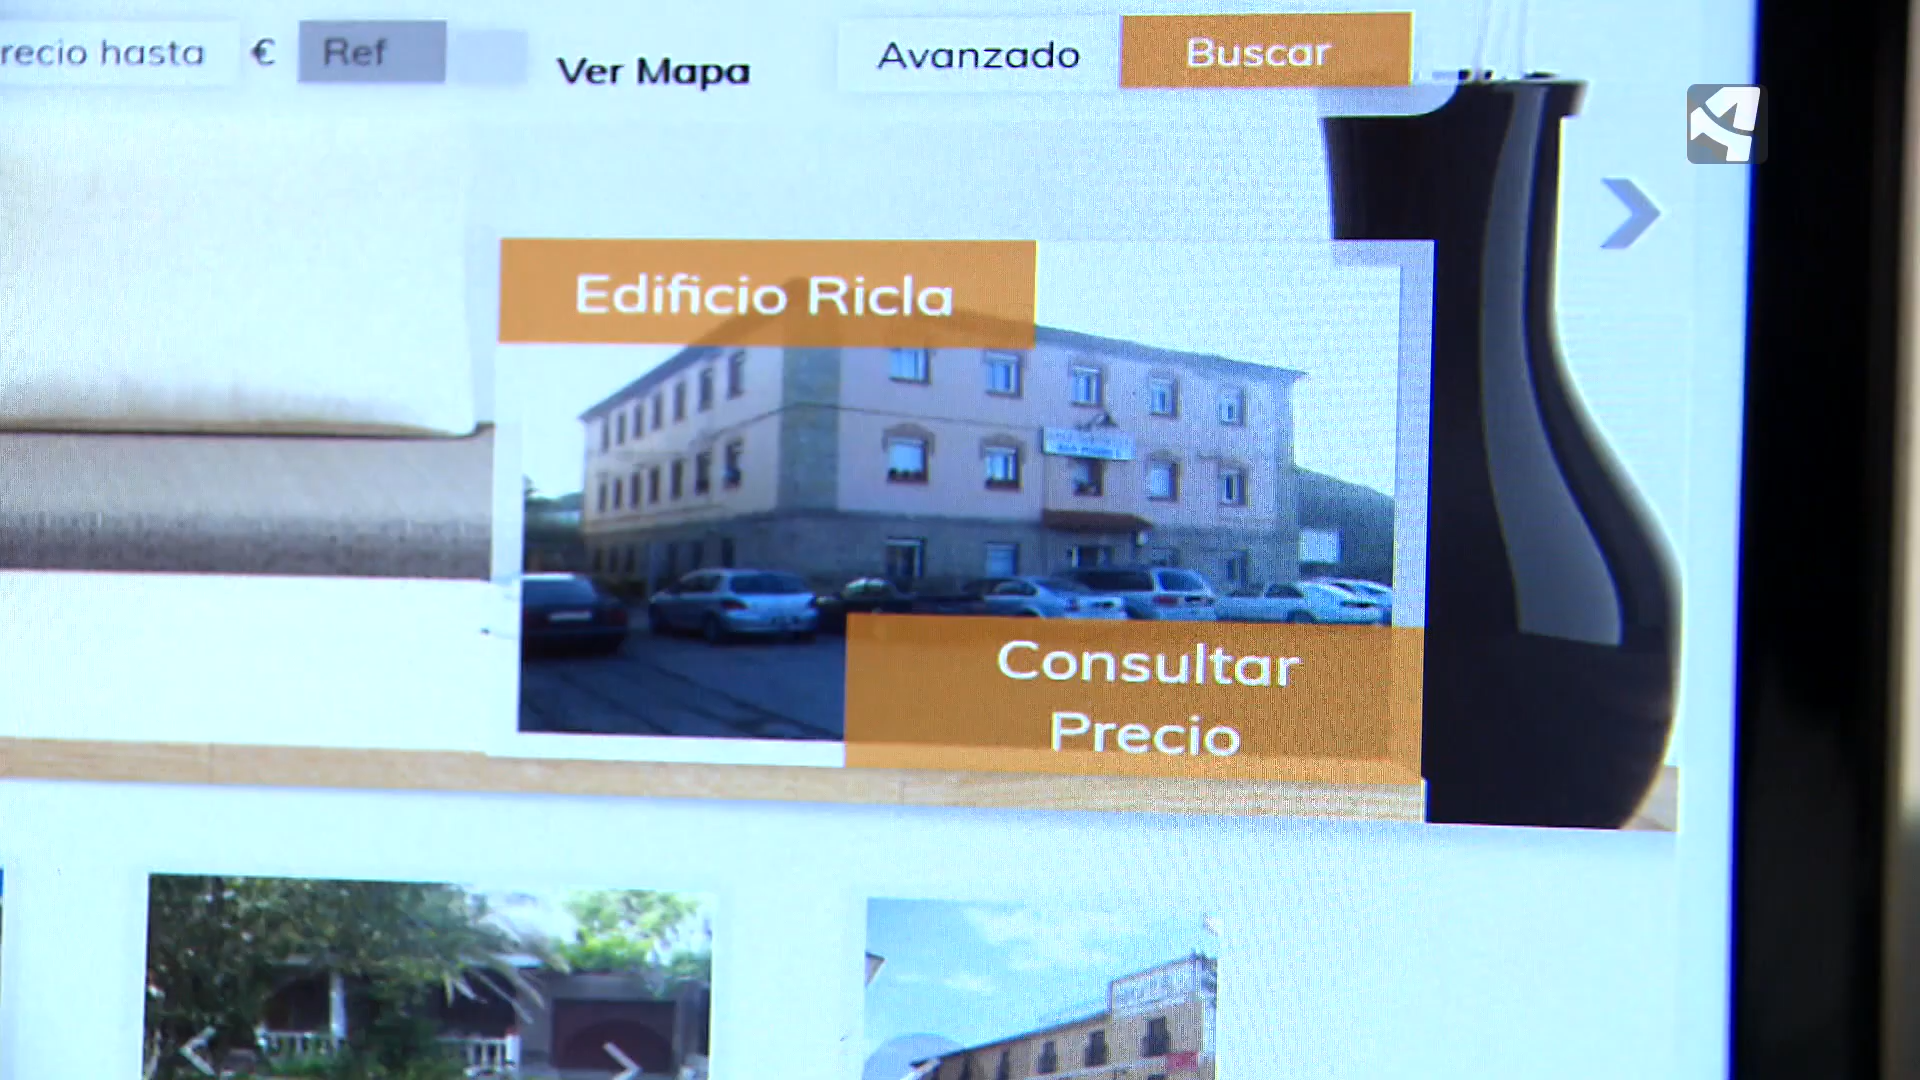 recio hasta € Ref Ver Mapa Avanzado Buscar
Edificio Ricla
Consultar
Precio